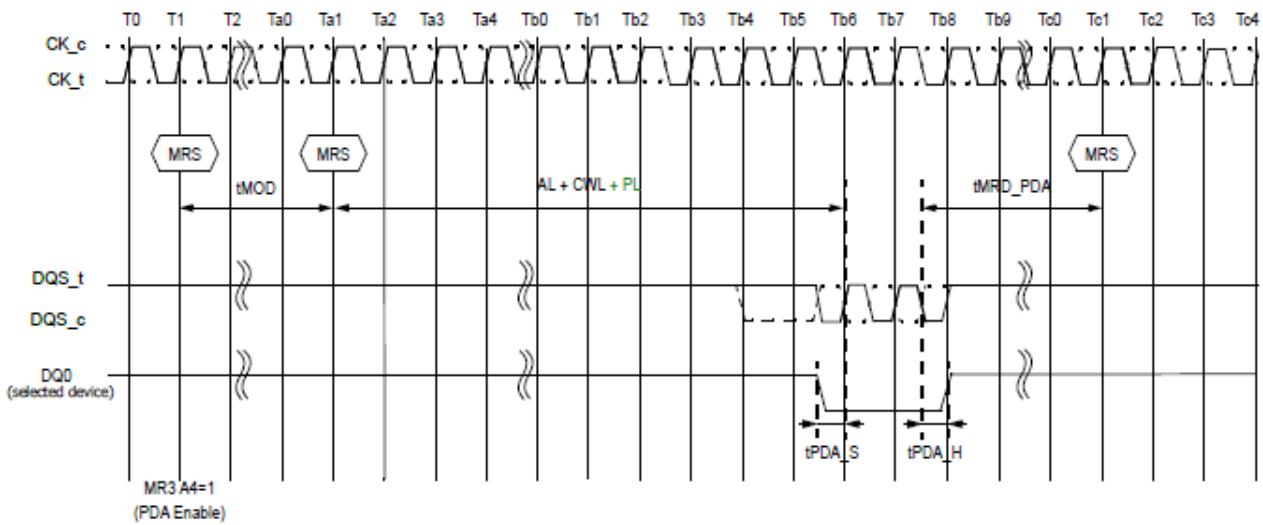 T0 T1 T2 Ta0 Ta1 Ta2 Ta3 Ta4 Tb0 Tb1 Tb2 Tb3 Tb4 Tb5 Tb6 Tb7 Tb8 Tb9 Tc0 Tc1 Tc2 Tc3 Tc4
CK_c
CK_t
MRS MRS MRS
tMOD AL + CWL + PL tMRD_PDA
DQS_t
DQS_c
DQ0
(selected device)
tPDA_S tPDA_H
MR3 A4=1
(PDA Enable)